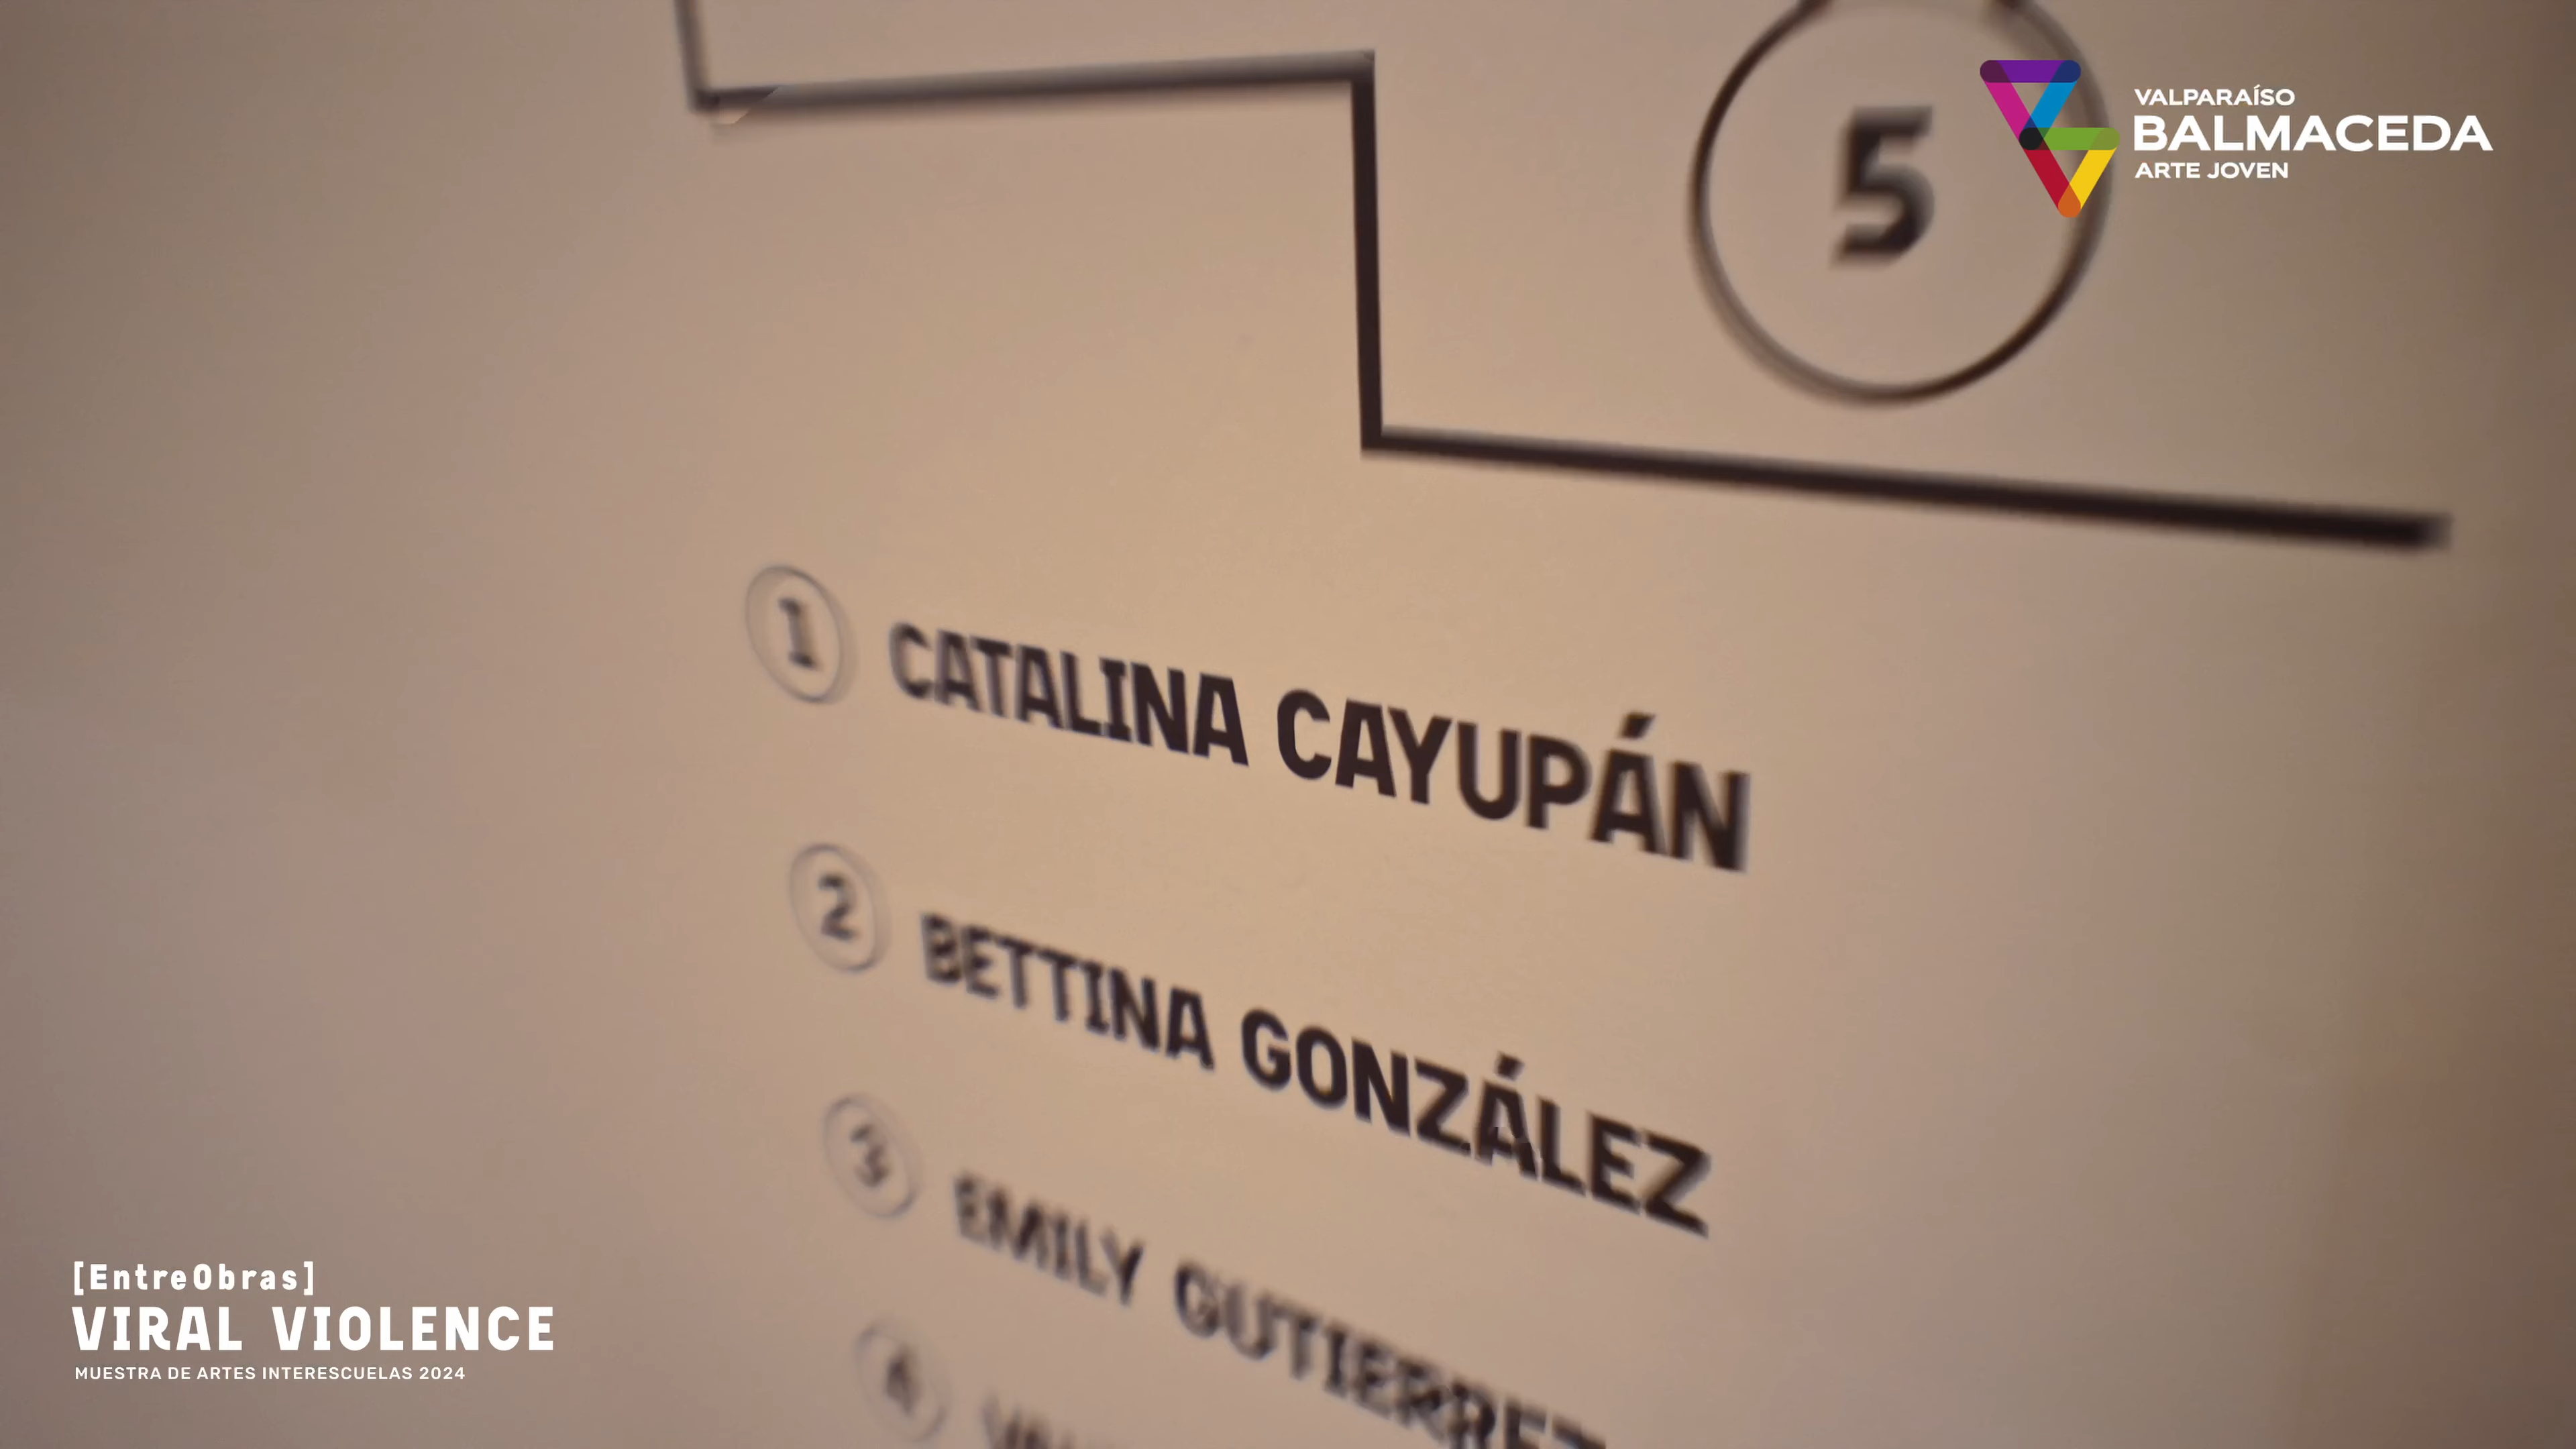 5
VALPARAÍSO
BALMACEDA
ARTE JOVEN
1 CATALINA CAYUPÁN
2 BETTINA GONZÁLEZ
3 EMILY GUTIERREZ
4
[EntreObras]
VIRAL VIOLENCE
MUESTRA DE ARTES INTERESCUELAS 2024